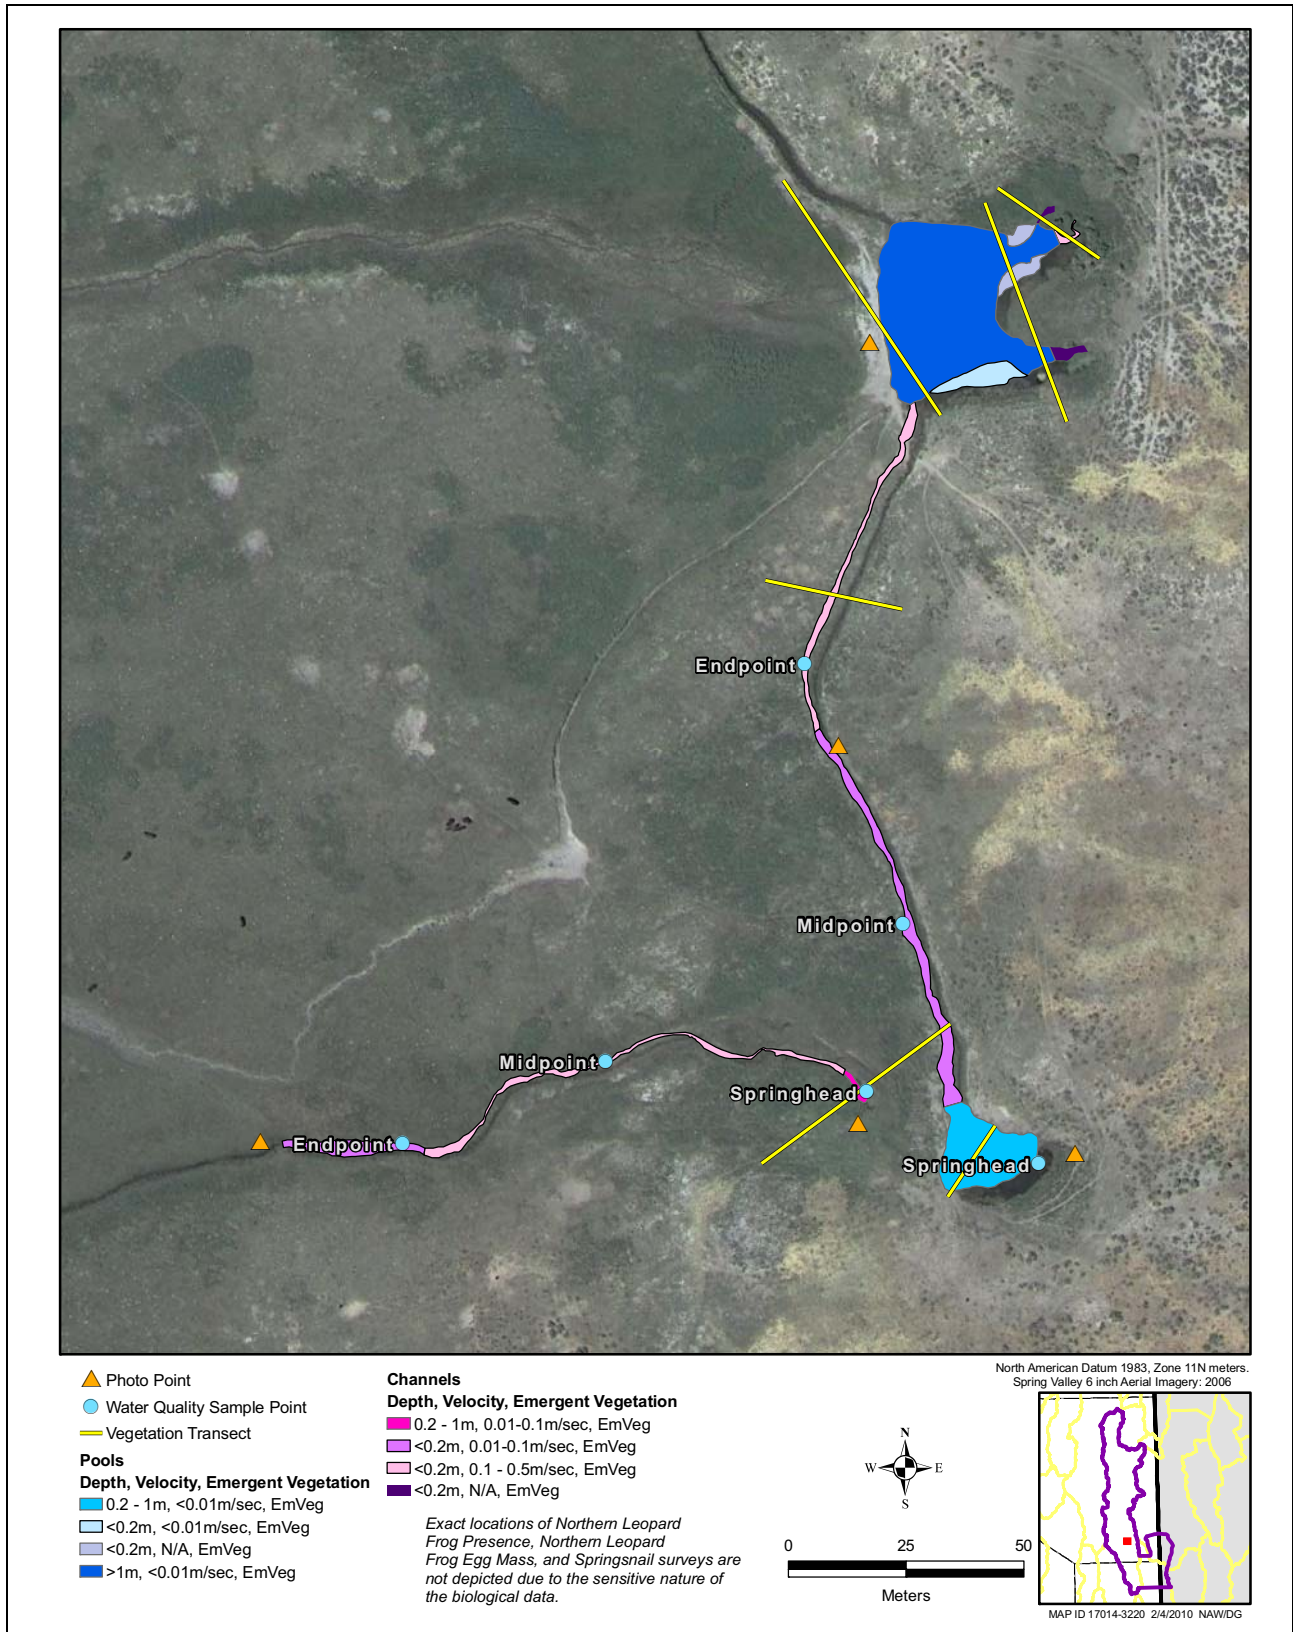 Endpoint
Midpoint
Midpoint
Springhead
Endpoint
Springhead
Photo Point
Water Quality Sample Point
Vegetation Transect
Pools
Depth, Velocity, Emergent Vegetation
0.2 - 1m, <0.01m/sec, EmVeg
<0.2m, <0.01m/sec, EmVeg
<0.2m, N/A, EmVeg
>1m, <0.01m/sec, EmVeg
Channels
Depth, Velocity, Emergent Vegetation
0.2 - 1m, 0.01-0.1m/sec, EmVeg
<0.2m, 0.01-0.1m/sec, EmVeg
<0.2m, 0.1 - 0.5m/sec, EmVeg
<0.2m, N/A, EmVeg
Exact locations of Northern Leopard
Frog Presence, Northern Leopard
Frog Egg Mass, and Springsnail surveys are
not depicted due to the sensitive nature of
the biological data.
N
W E
S
0 25 50
Meters
North American Datum 1983, Zone 11N meters.
Spring Valley 6 inch Aerial Imagery: 2006
MAP ID 17014-3220 2/4/2010 NAW/DG